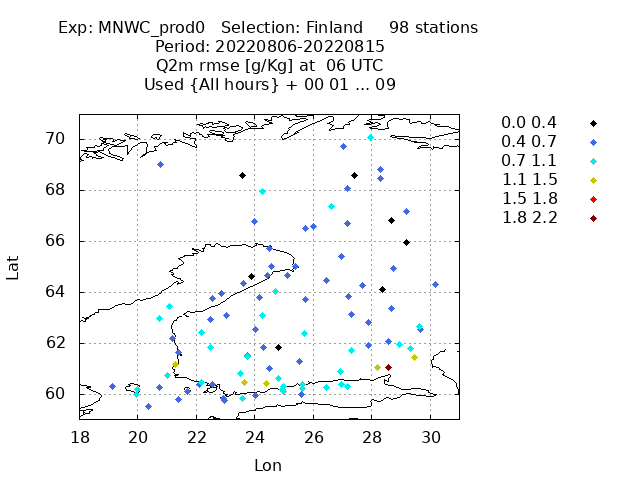 Exp: MNWC_prod0 Selection: Finland 98 stations
Period: 20220806-20220815
Q2m rmse [g/Kg] at 06 UTC
Used {All hours} + 00 01 ... 09
0.0 0.4
0.4 0.7
0.7 1.1
1.1 1.5
1.5 1.8
1.8 2.2
70
68
66
64
62
60
Lat
18 20 22 24 26 28 30
Lon